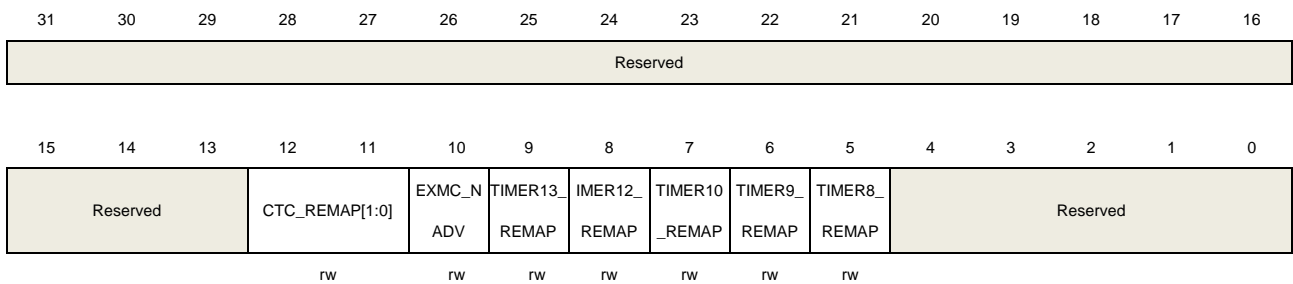 31 30 29 28 27 26 25 24 23 22 21 20 19 18 17 16
Reserved
15 14 13 12 11 10 9 8 7 6 5 4 3 2 1 0
EXMC_N TIMER13_ IMER12_ TIMER10 TIMER9_ TIMER8_
Reserved CTC_REMAP[1:0] Reserved
ADV REMAP REMAP _REMAP REMAP REMAP
rw rw rw rw rw rw rw